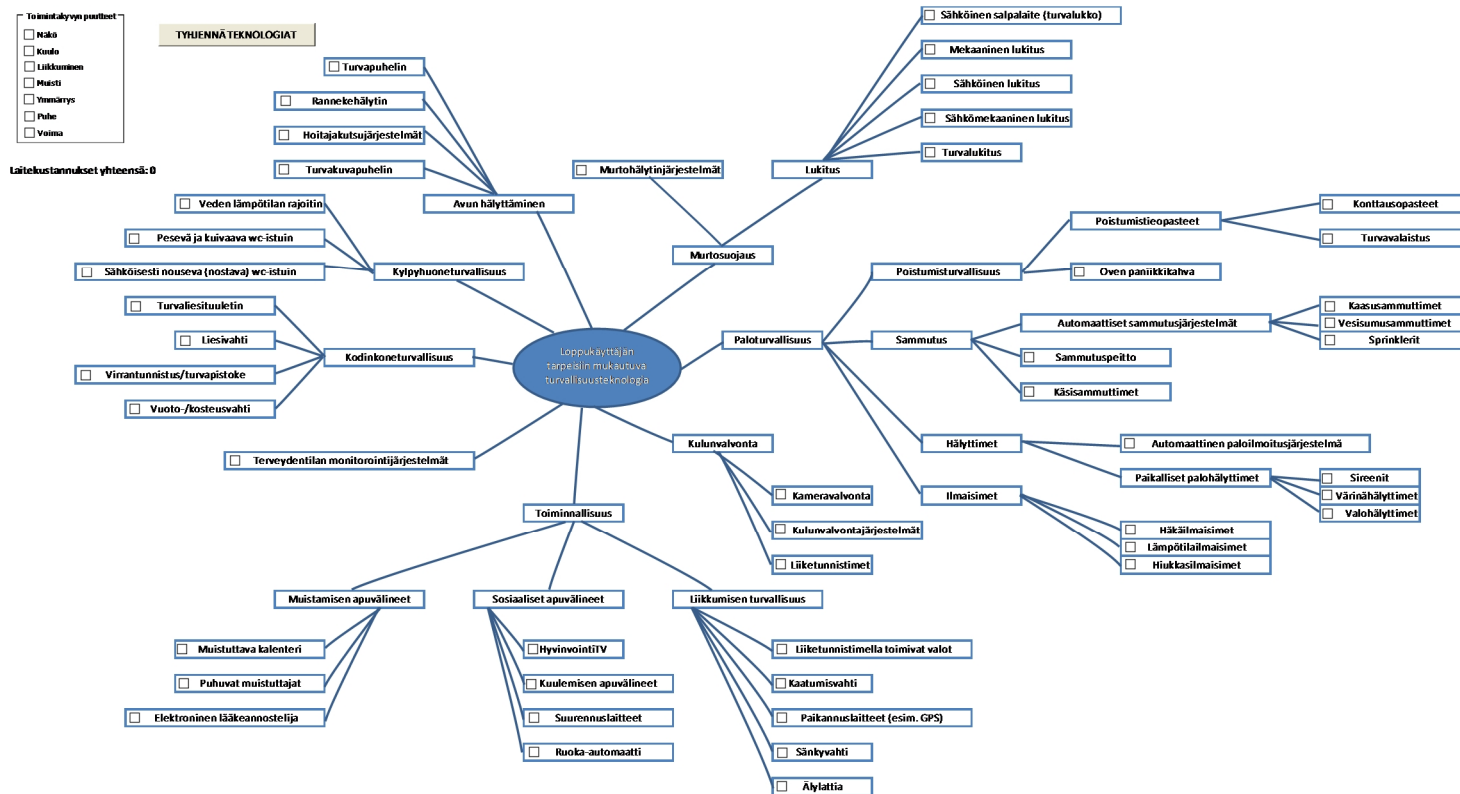 Toimintakyvyn puutteet
Näkö
Kuulo
Liikkuminen
Muisti
Ymmärrys
Puhe
Voima
TYHJENNÄ TEKNOLOGIAT
Laitekustannukset yhteensä: 0
Turvapuhelin
Rannekehälytin
Hoitajakutsujärjestelmät
Turvakuvapuhelin
Avun hälyttäminen
Veden lämpötilan rajoitin
Pesevä ja kuivaava wc-istuin
Sähköisesti nouseva (nostava) wc-istuin
Kylpyhuoneturvallisuus
Turvaliesituuletin
Liesivahti
Virrantunnistus/turvapistoke
Vuoto-/kosteusvahti
Kodinkoneturvallisuus
Terveydentilan monitorointijärjestelmät
Loppukäyttäjän
tarpeisiin mukautuva
turvallisuusteknologia
Murtohälytinjärjestelmät
Murtosuojaus
Lukitus
Sähköinen salpalaite (turvalukko)
Mekaaninen lukitus
Sähköinen lukitus
Sähkömekaaninen lukitus
Turvalukitus
Paloturvallisuus
Poistumisturvallisuus
Poistumistieopasteet
Konttausopasteet
Turvavalaistus
Oven paniikkikahva
Sammutus
Automaattiset sammutusjärjestelmät
Kaasusammuttimet
Vesisumusammuttimet
Sprinklerit
Sammutuspeitto
Käsisammuttimet
Hälyttimet
Automaattinen paloilmoitusjärjestelmä
Paikalliset palohälyttimet
Sireenit
Värinähälyttimet
Valohälyttimet
Ilmaisimet
Häkäilmaisimet
Lämpötilailmaisimet
Hiukkasilmaisimet
Kulunvalvonta
Kameravalvonta
Kulunvalvontajärjestelmät
Liiketunnistimet
Toiminnallisuus
Muistamisen apuvälineet
Muistuttava kalenteri
Puhuvat muistuttajat
Elektroninen lääkeannostelija
Sosiaaliset apuvälineet
HyvinvointiTV
Kuulemisen apuvälineet
Suurennuslaitteet
Ruoka-automaatti
Liikkumisen turvallisuus
Liiketunnistimella toimivat valot
Kaatumisvahti
Paikannuslaitteet (esim. GPS)
Sänkyvahti
Älylattia